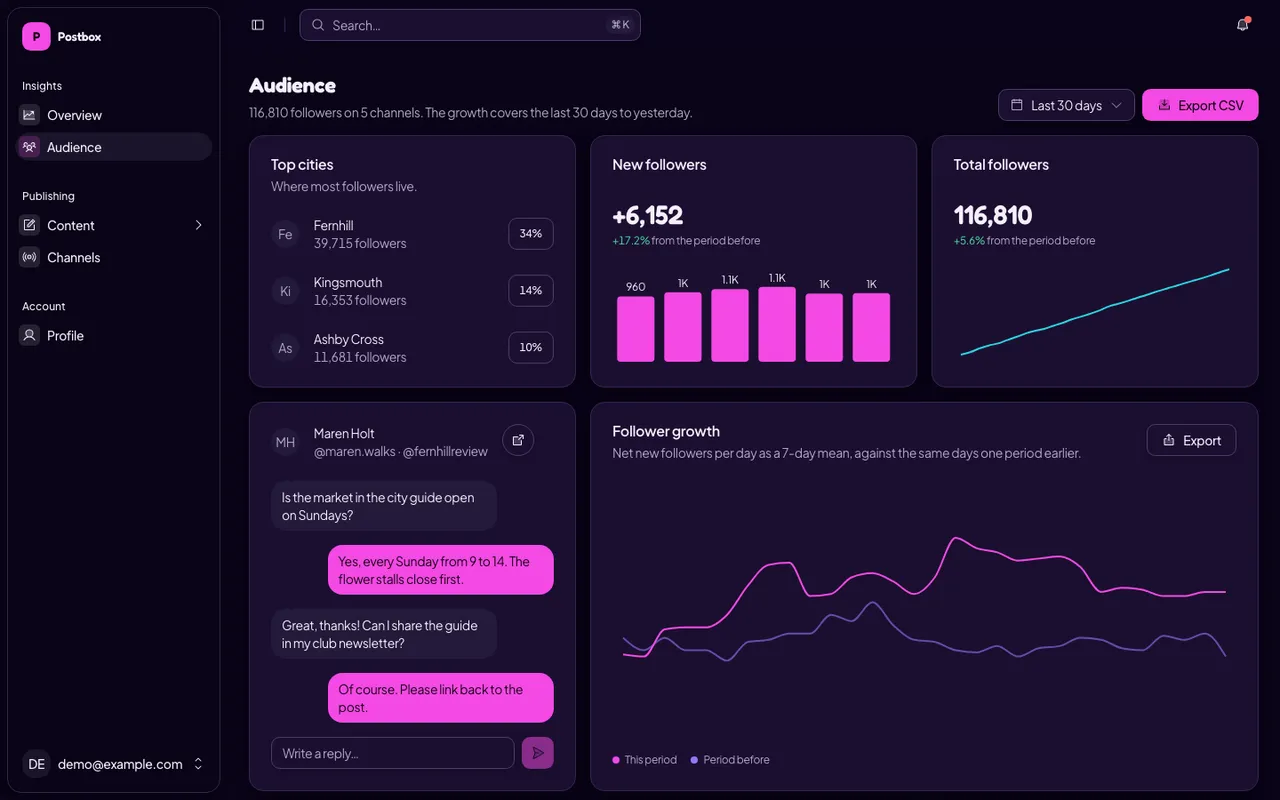 P Postbox
Insights
Overview
Audience
Publishing
Content
Channels
Account
Profile
DE demo@example.com
Search... ⌘K
Audience
116,810 followers on 5 channels. The growth covers the last 30 days to yesterday.
Last 30 days
Export CSV
Top cities
Where most followers live.
Fe Fernhill
39,715 followers
34%
Ki Kingsmouth
16,353 followers
14%
As Ashby Cross
11,681 followers
10%
New followers
+6,152
+17.2% from the period before
960 1K 1.1K 1.1K 1K 1K
Total followers
116,810
+5.6% from the period before
MH Maren Holt
@maren.walks · @fernhillreview
Is the market in the city guide open
on Sundays?
Yes, every Sunday from 9 to 14. The
flower stalls close first.
Great, thanks! Can I share the guide
in my club newsletter?
Of course. Please link back to the
post.
Write a reply...
Follower growth
Net new followers per day as a 7-day mean, against the same days one period earlier.
Export
This period Period before